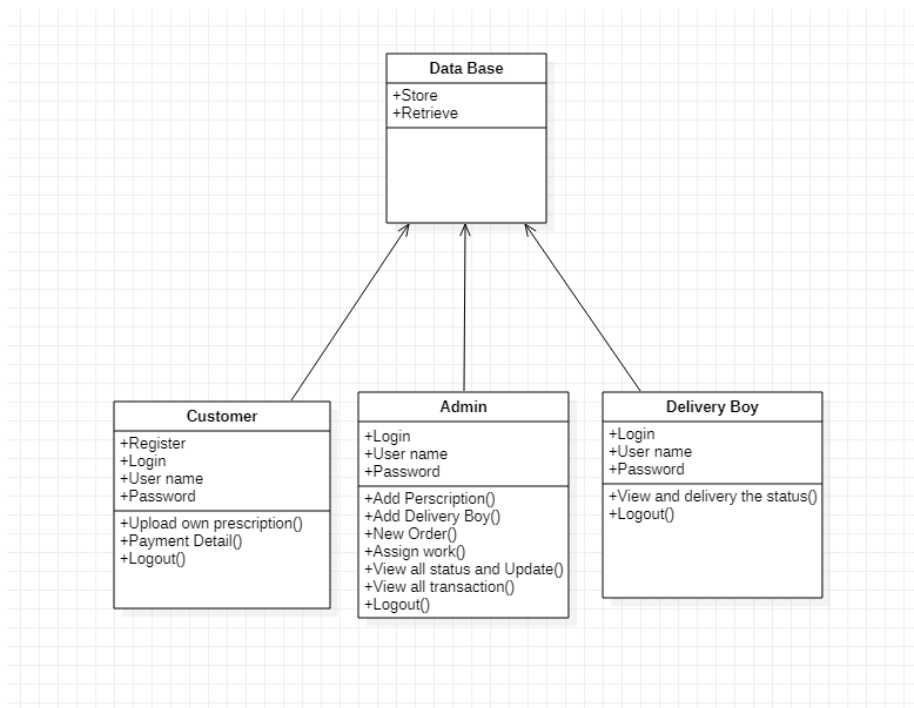 Data Base
+Store
+Retrieve
Customer
+Register
+Login
+User name
+Password
+Upload own prescription()
+Payment Detail()
+Logout()
Admin
+Login
+User name
+Password
+Add Perscription()
+Add Delivery Boy()
+New Order()
+Assign work()
+View all status and Update()
+View all transaction()
+Logout()
Delivery Boy
+Login
+User name
+Password
+View and delivery the status()
+Logout()